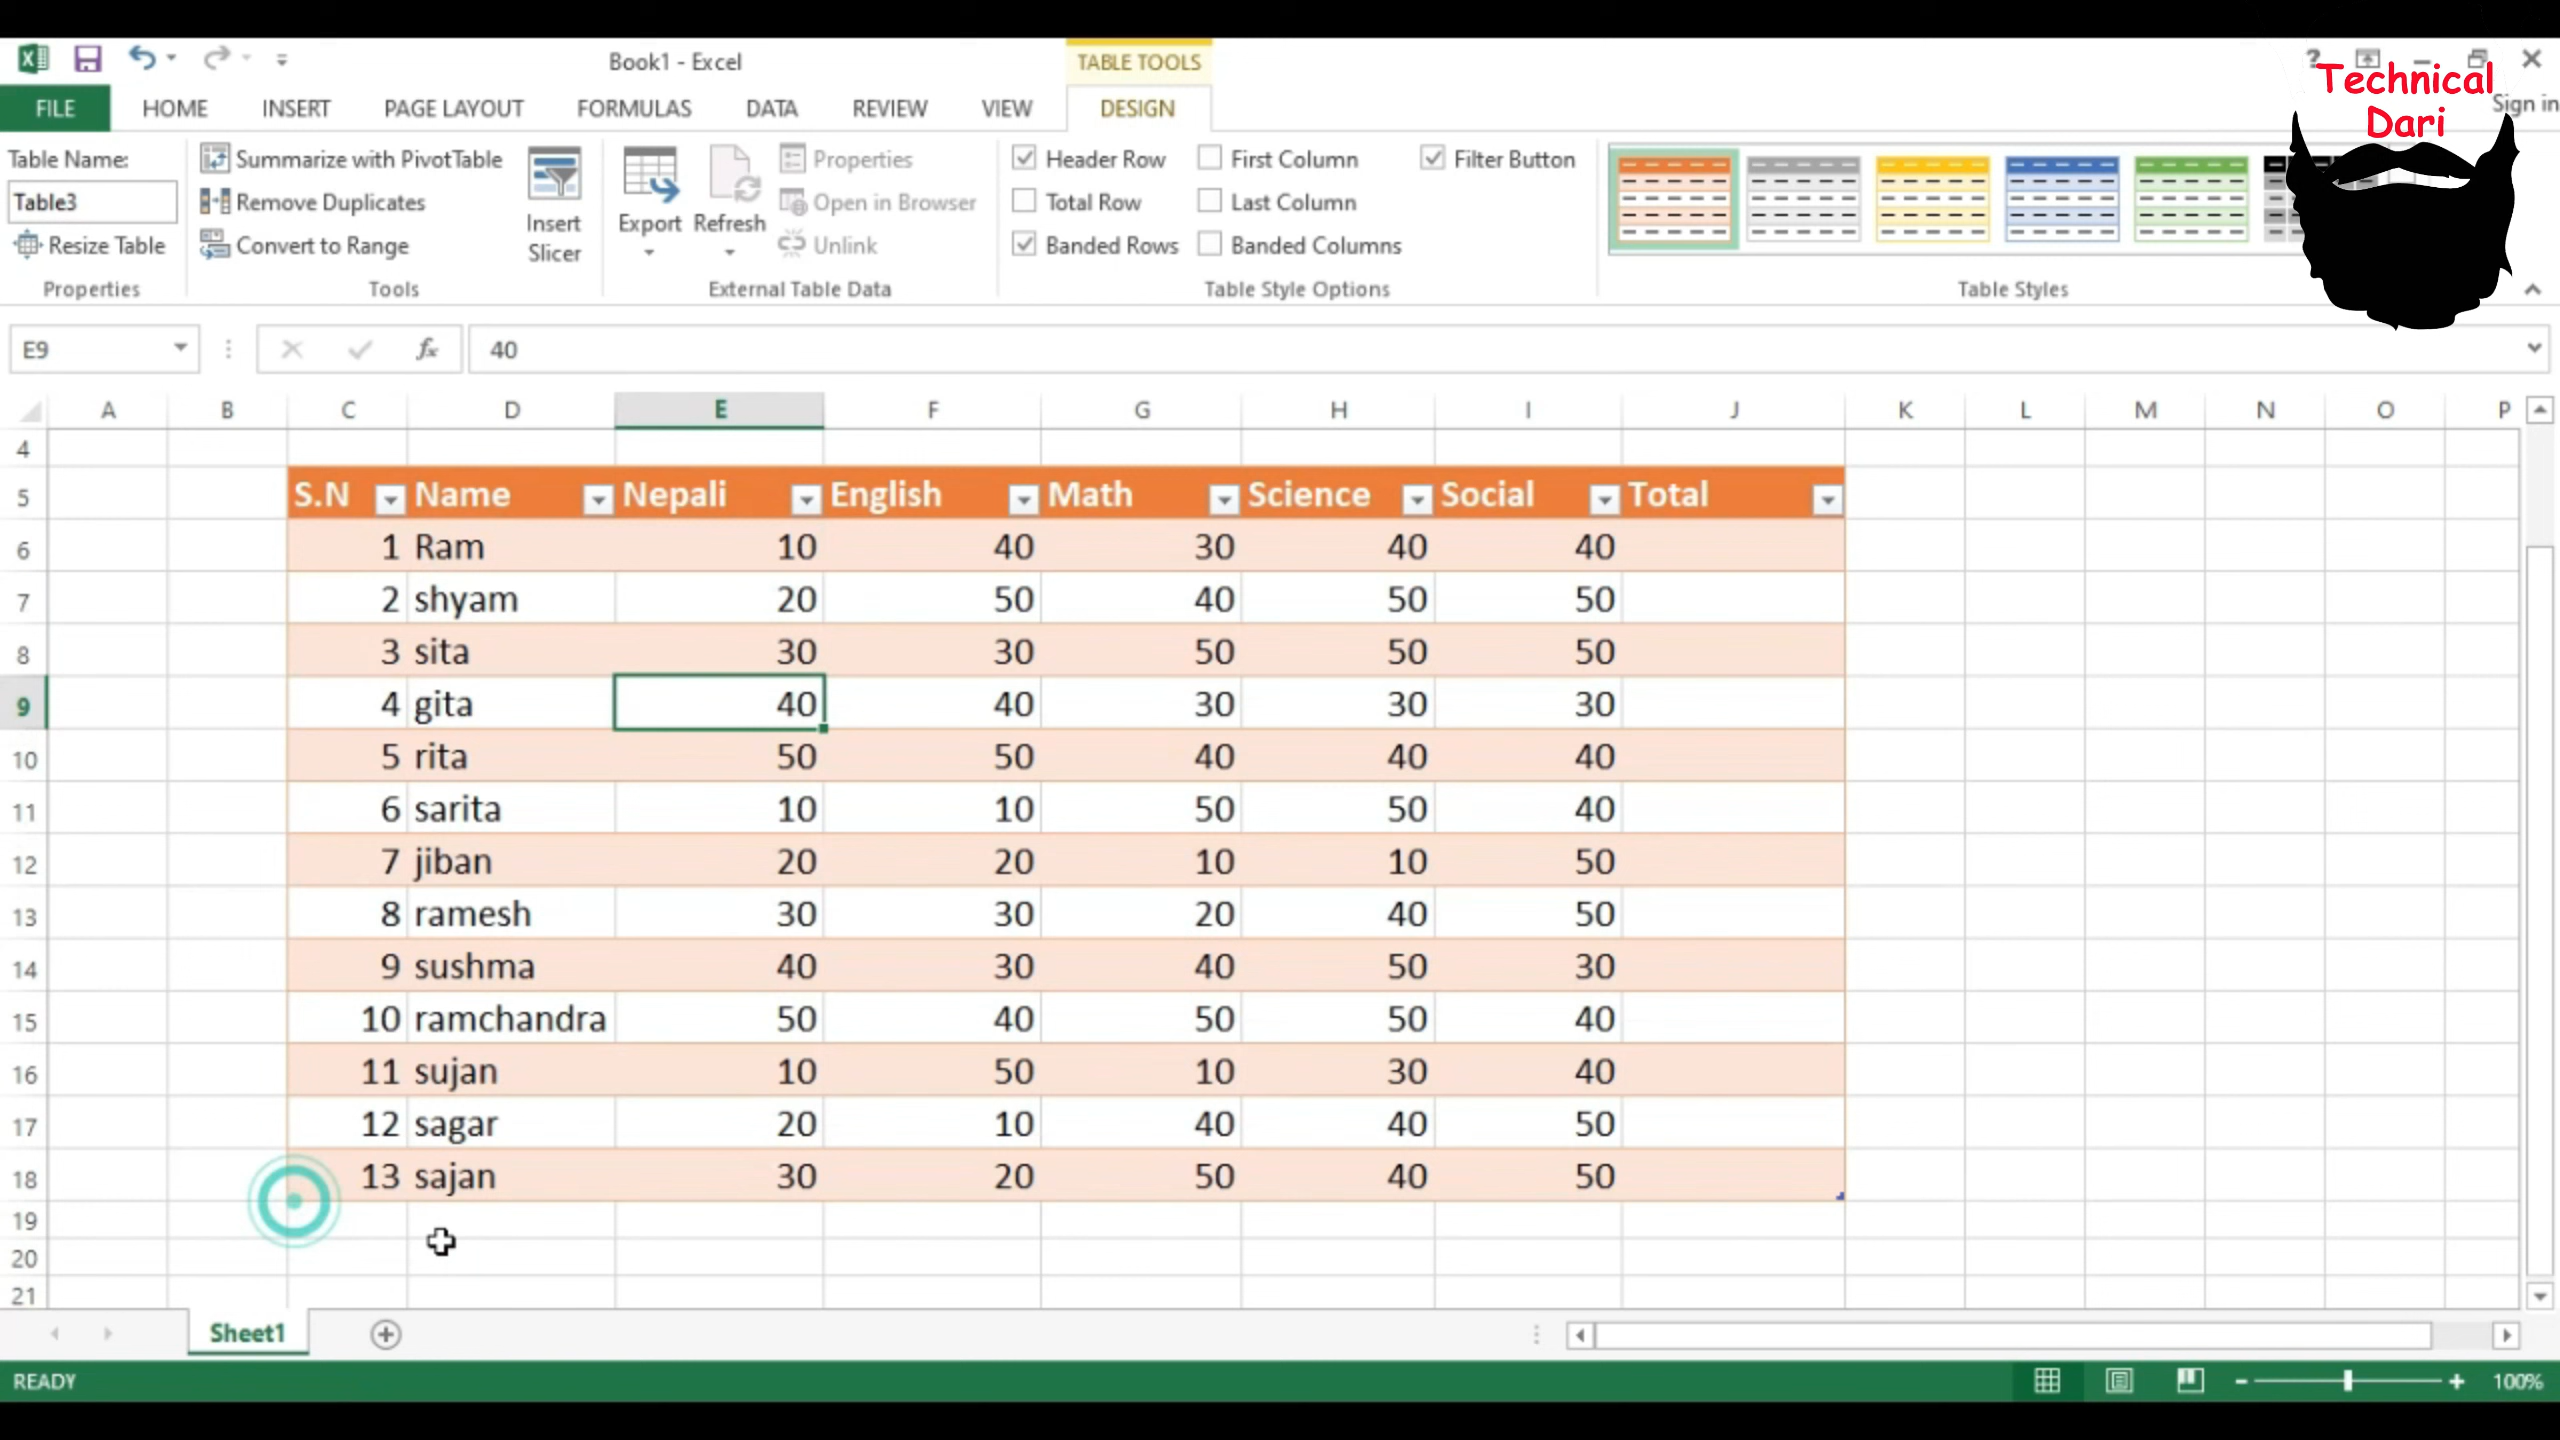 Book1 - Excel
TABLE TOOLS
?
Technical
Dari
Sign in
FILE HOME INSERT PAGE LAYOUT FORMULAS DATA REVIEW VIEW DESIGN
Table Name:
Table3
Resize Table
Properties
Summarize with PivotTable
Remove Duplicates
Convert to Range
Tools
Insert
Slicer
Export
Refresh
Properties
Open in Browser
Unlink
External Table Data
Header Row
Total Row
Banded Rows
First Column
Last Column
Banded Columns
Filter Button
Table Style Options
Table Styles
E9 fx 40
A B C D E F G H I J K L M N O P
4
5 S.N Name Nepali English Math Science Social Total
6 1 Ram 10 40 30 40 40
7 2 shyam 20 50 40 50 50
8 3 sita 30 30 50 50 50
9 4 gita 40 40 30 30 30
10 5 rita 50 50 40 40 40
11 6 sarita 10 10 50 50 40
12 7 jiban 20 20 10 10 50
13 8 ramesh 30 30 20 40 50
14 9 sushma 40 30 40 50 30
15 10 ramchandra 50 40 50 50 40
16 11 sujan 10 50 10 30 40
17 12 sagar 20 10 40 40 50
18 13 sajan 30 20 50 40 50
19
20
21
Sheet1
READY
100%